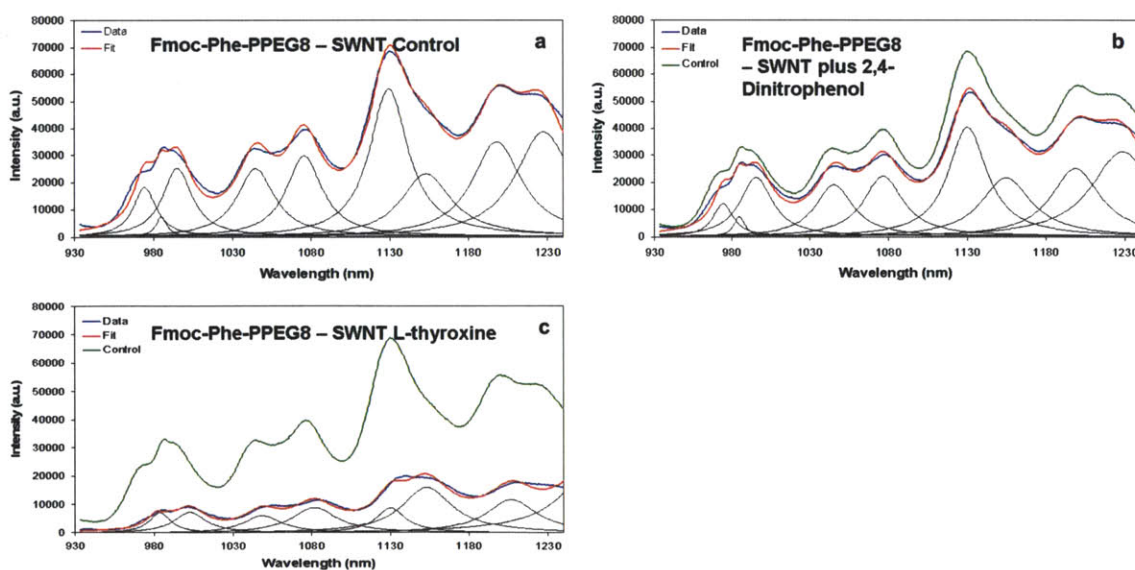 80000
70000
60000
50000
40000
30000
20000
10000
0
Intensity (a.u.)
Data
Fit
Fmoc-Phe-PPEG8 – SWNT Control
a
930 980 1030 1080 1130 1180 1230
Wavelength (nm)
80000
70000
60000
50000
40000
30000
20000
10000
0
Intensity (a.u.)
Data
Fit
Control
Fmoc-Phe-PPEG8
– SWNT plus 2,4-
Dinitrophenol
b
930 980 1030 1080 1130 1180 1230
Wavelength (nm)
80000
70000
60000
50000
40000
30000
20000
10000
0
Intensity (a.u.)
Data
Fit
Control
Fmoc-Phe-PPEG8 – SWNT L-thyroxine
c
930 980 1030 1080 1130 1180 1230
Wavelength (nm)